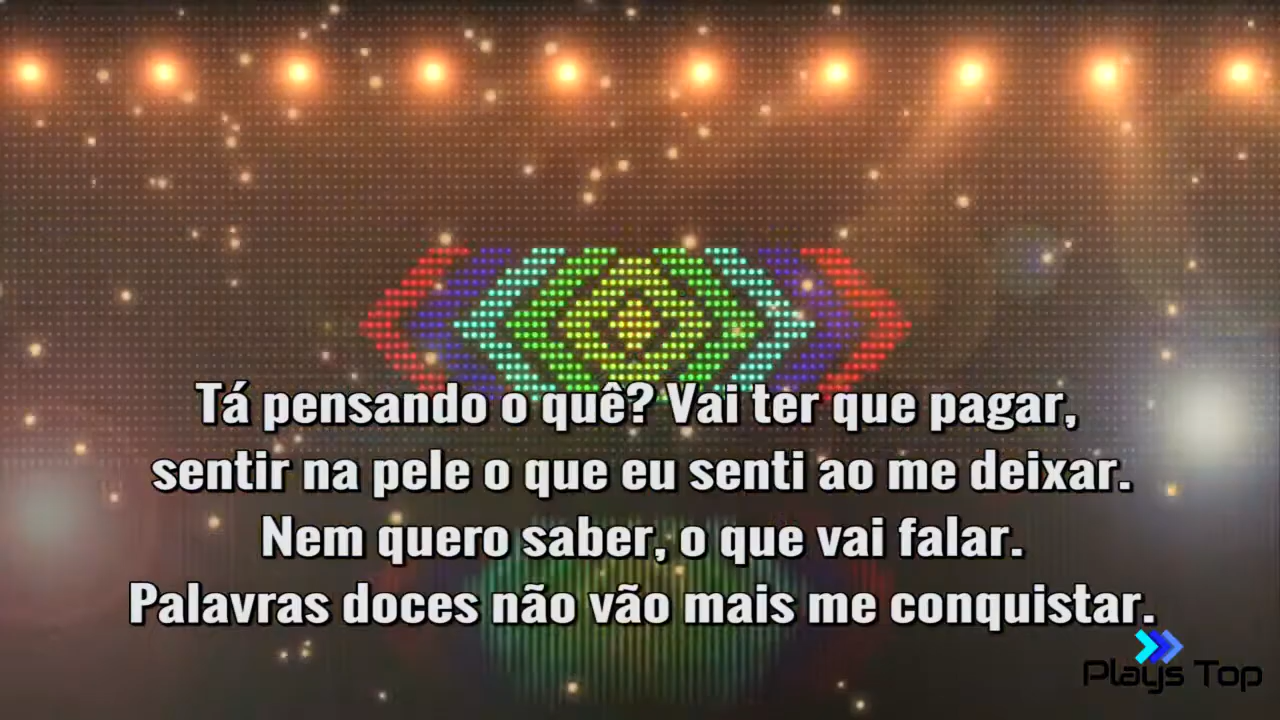 Tá pensando o quê? Vai ter que pagar,
sentir na pele o que eu senti ao me deixar.
Nem quero saber, o que vai falar.
Palavras doces não vão mais me conquistar.
Plays Top